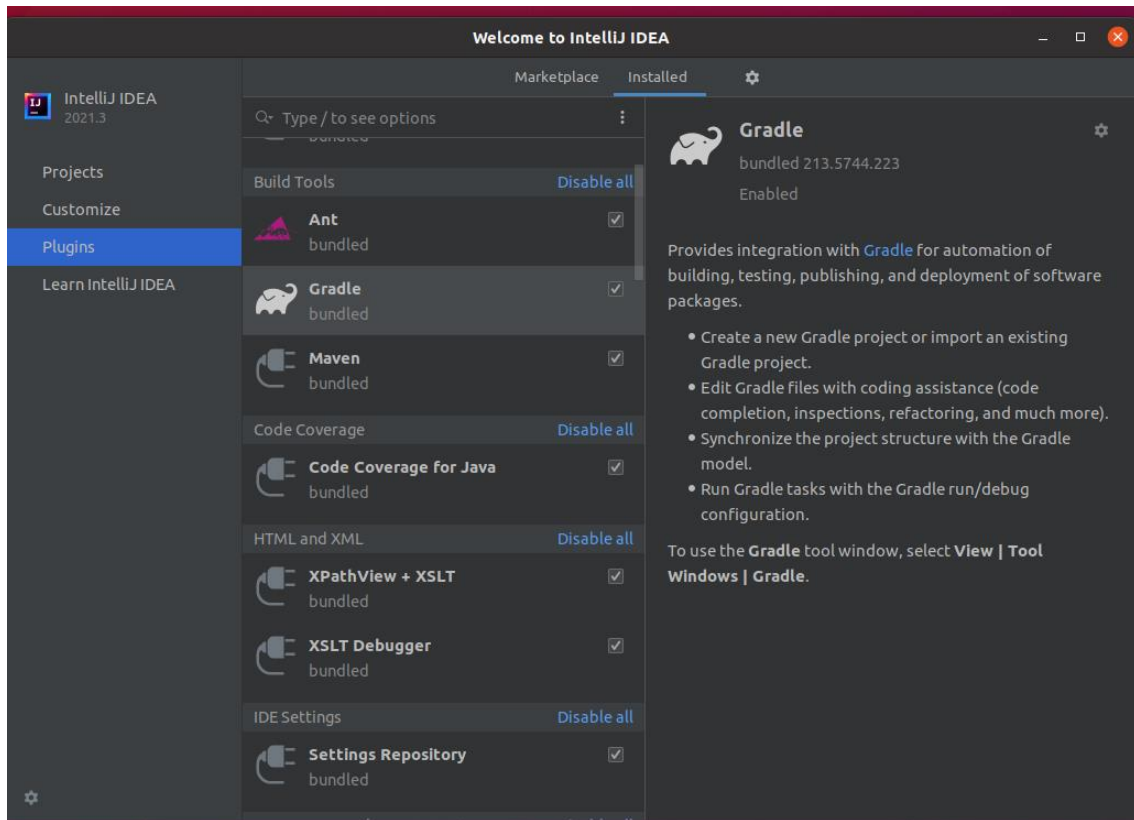 Welcome to IntelliJ IDEA
IntelliJ IDEA
2021.3
Projects
Customize
Plugins
Learn IntelliJ IDEA
Marketplace Installed
Type / to see options
bundled
Build Tools Disable all
Ant
bundled
Gradle
bundled
Maven
bundled
Code Coverage Disable all
Code Coverage for Java
bundled
HTML and XML Disable all
XPathView + XSLT
bundled
XSLT Debugger
bundled
IDE Settings Disable all
Settings Repository
bundled
Gradle
bundled 213.5744.223
Enabled
Provides integration with Gradle for automation of
building, testing, publishing, and deployment of software
packages.
• Create a new Gradle project or import an existing
Gradle project.
• Edit Gradle files with coding assistance (code
completion, inspections, refactoring, and much more).
• Synchronize the project structure with the Gradle
model.
• Run Gradle tasks with the Gradle run/debug
configuration.
To use the Gradle tool window, select View | Tool
Windows | Gradle.